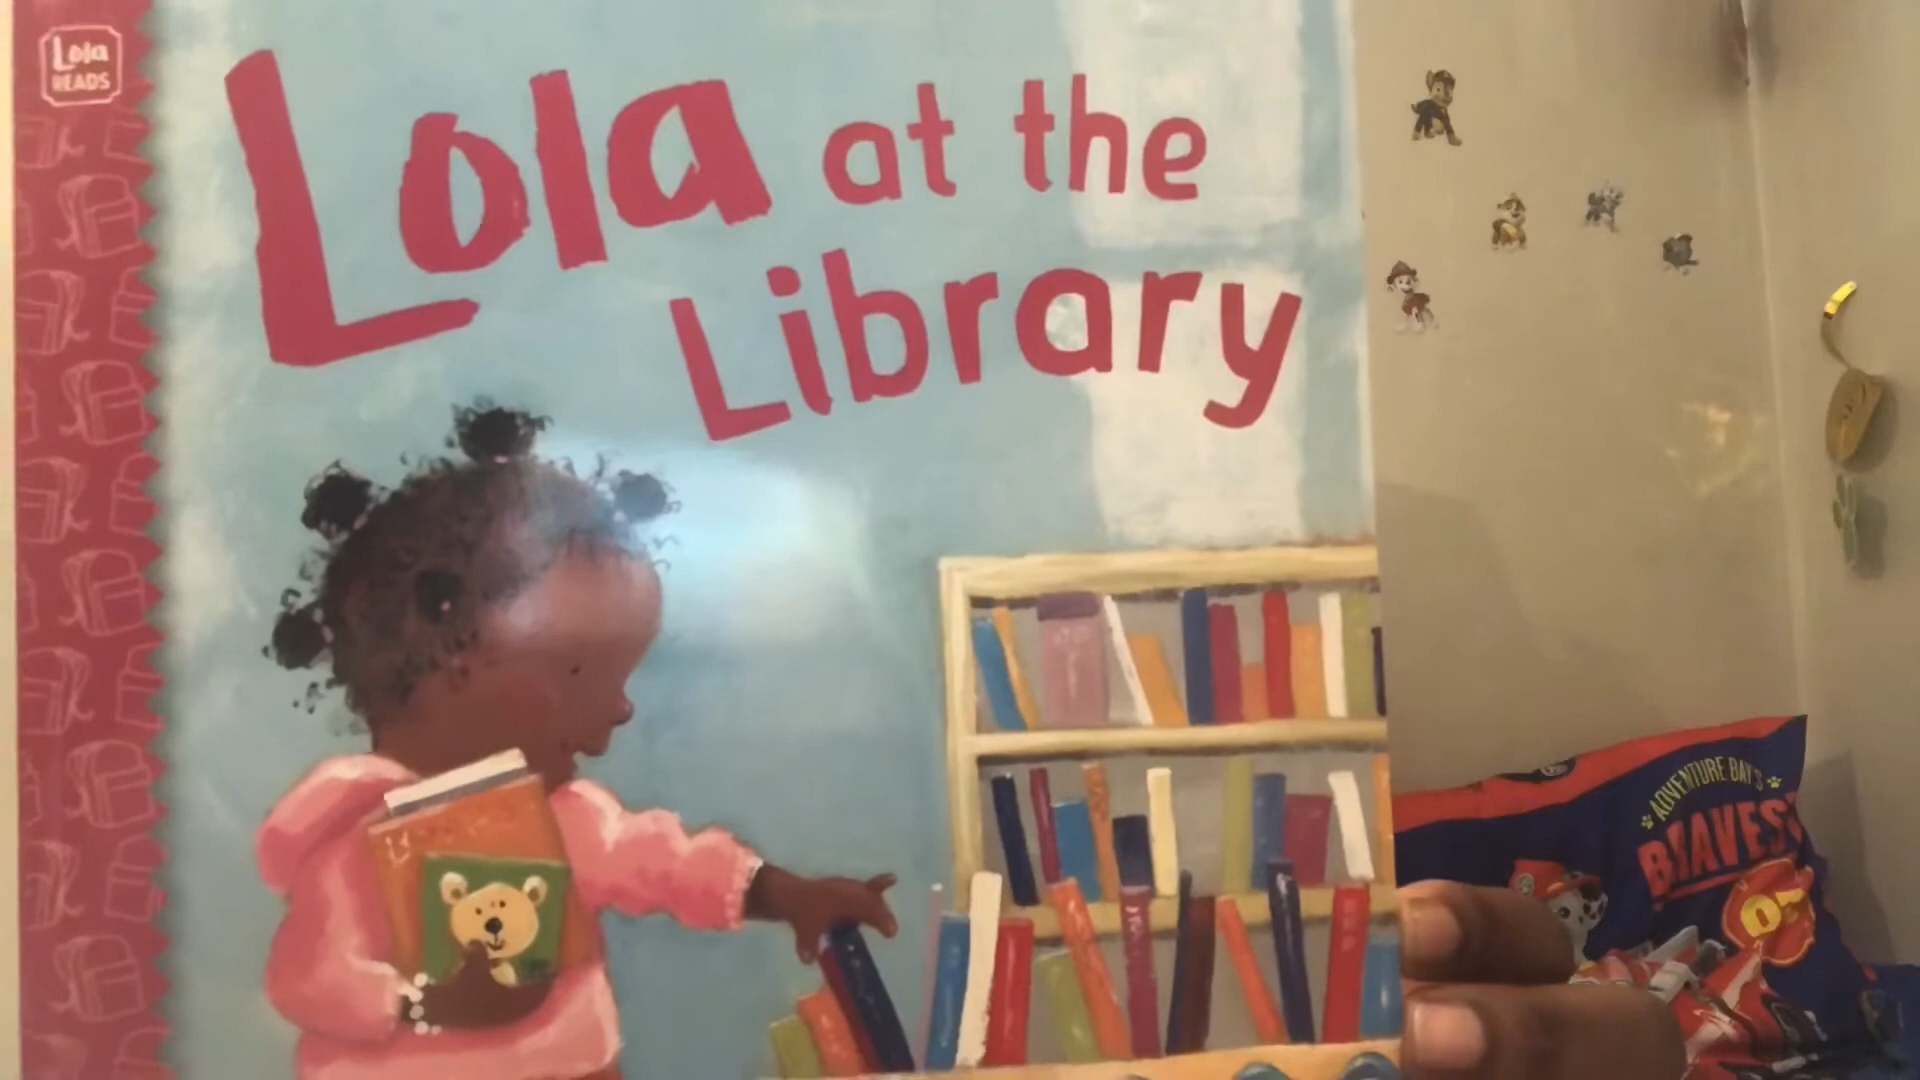 Lola
READS
Lola at the
Library
ADVENTURE BAY'S
BRAVEST